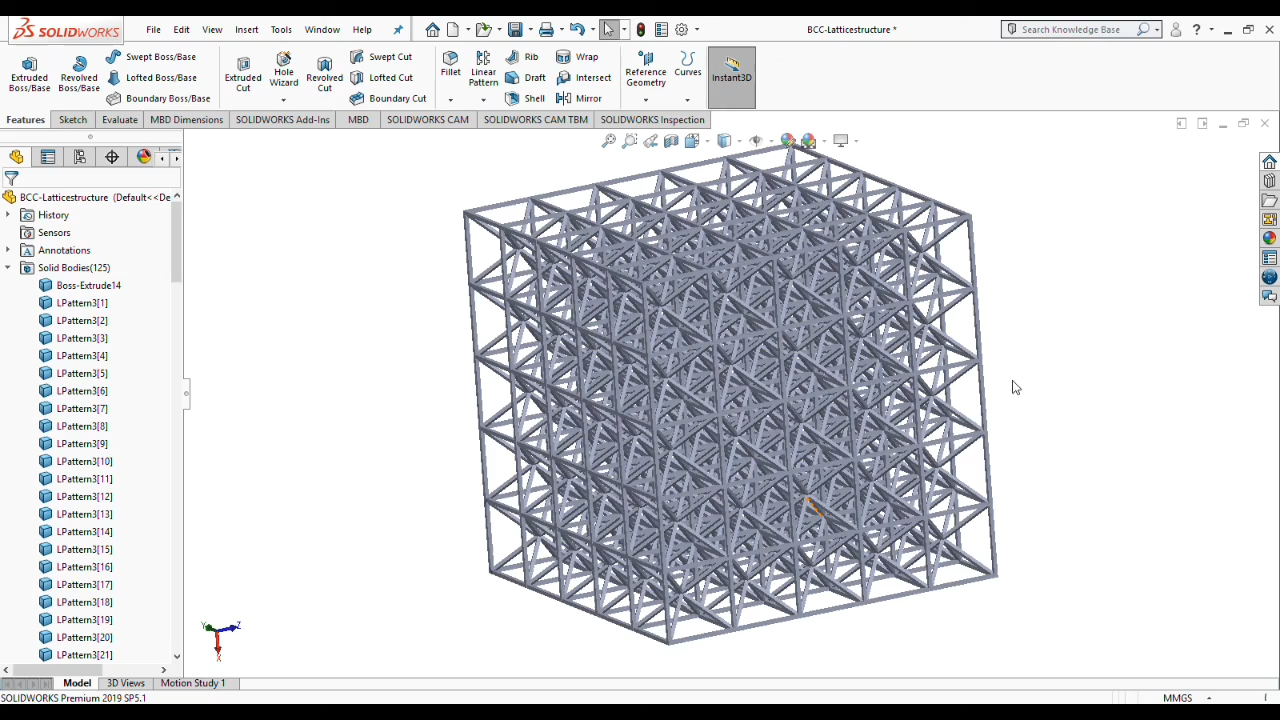 SOLIDWORKS File Edit View Insert Tools Window Help BCC-Latticestructure * Search Knowledge Base ?
Extruded Boss/Base
Revolved Boss/Base
Swept Boss/Base
Lofted Boss/Base
Boundary Boss/Base
Extruded Cut
Hole Wizard
Revolved Cut
Swept Cut
Lofted Cut
Boundary Cut
Fillet
Linear Pattern
Rib
Draft
Shell
Wrap
Intersect
Mirror
Reference Geometry
Curves
Instant3D
Features Sketch Evaluate MBD Dimensions SOLIDWORKS Add-Ins MBD SOLIDWORKS CAM SOLIDWORKS CAM TBM SOLIDWORKS Inspection
BCC-Latticestructure (Default<<De
History
Sensors
Annotations
Solid Bodies(125)
Boss-Extrude14
LPattern3[1]
LPattern3[2]
LPattern3[3]
LPattern3[4]
LPattern3[5]
LPattern3[6]
LPattern3[7]
LPattern3[8]
LPattern3[9]
LPattern3[10]
LPattern3[11]
LPattern3[12]
LPattern3[13]
LPattern3[14]
LPattern3[15]
LPattern3[16]
LPattern3[17]
LPattern3[18]
LPattern3[19]
LPattern3[20]
LPattern3[21]
Y Z
X
Model 3D Views Motion Study 1
SOLIDWORKS Premium 2019 SP5.1 MMGS